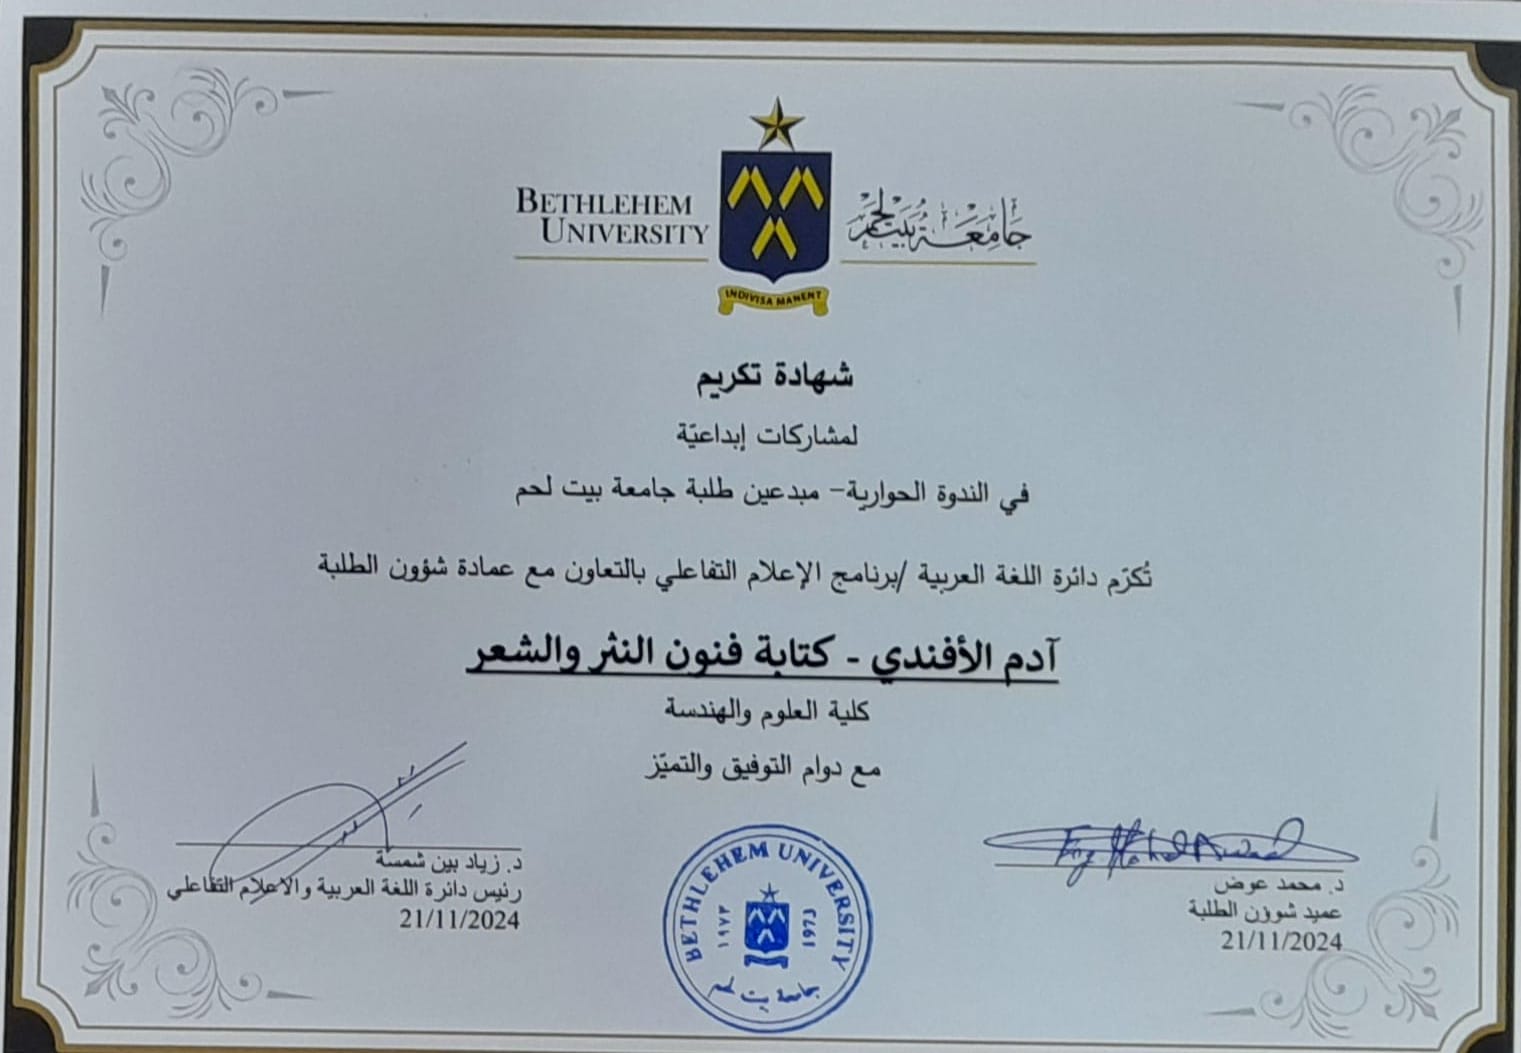 BETHLEHEM
UNIVERSITY
جَامِعَة بَيْت لَحْم
INDIVISA MANENT
شهادة تكريم
لمشاركات إبداعيّة
في الندوة الحوارية– مبدعين طلبة جامعة بيت لحم
تُكرّم دائرة اللغة العربية /برنامج الإعلام التفاعلي بالتعاون مع عمادة شؤون الطلبة
آدم الأفندي - كتابة فنون النثر والشعر
كلية العلوم والهندسة
مع دوام التوفيق والتميّز
د. محمد عوض
عميد شوؤن الطلبة
21/11/2024
د. زياد بين شمسة
رئيس دائرة اللغة العربية والاعلام التفاعلي
21/11/2024
BETHLEHEM UNIVERSITY
١٩٧٣
1973
جامعة بيت لحم